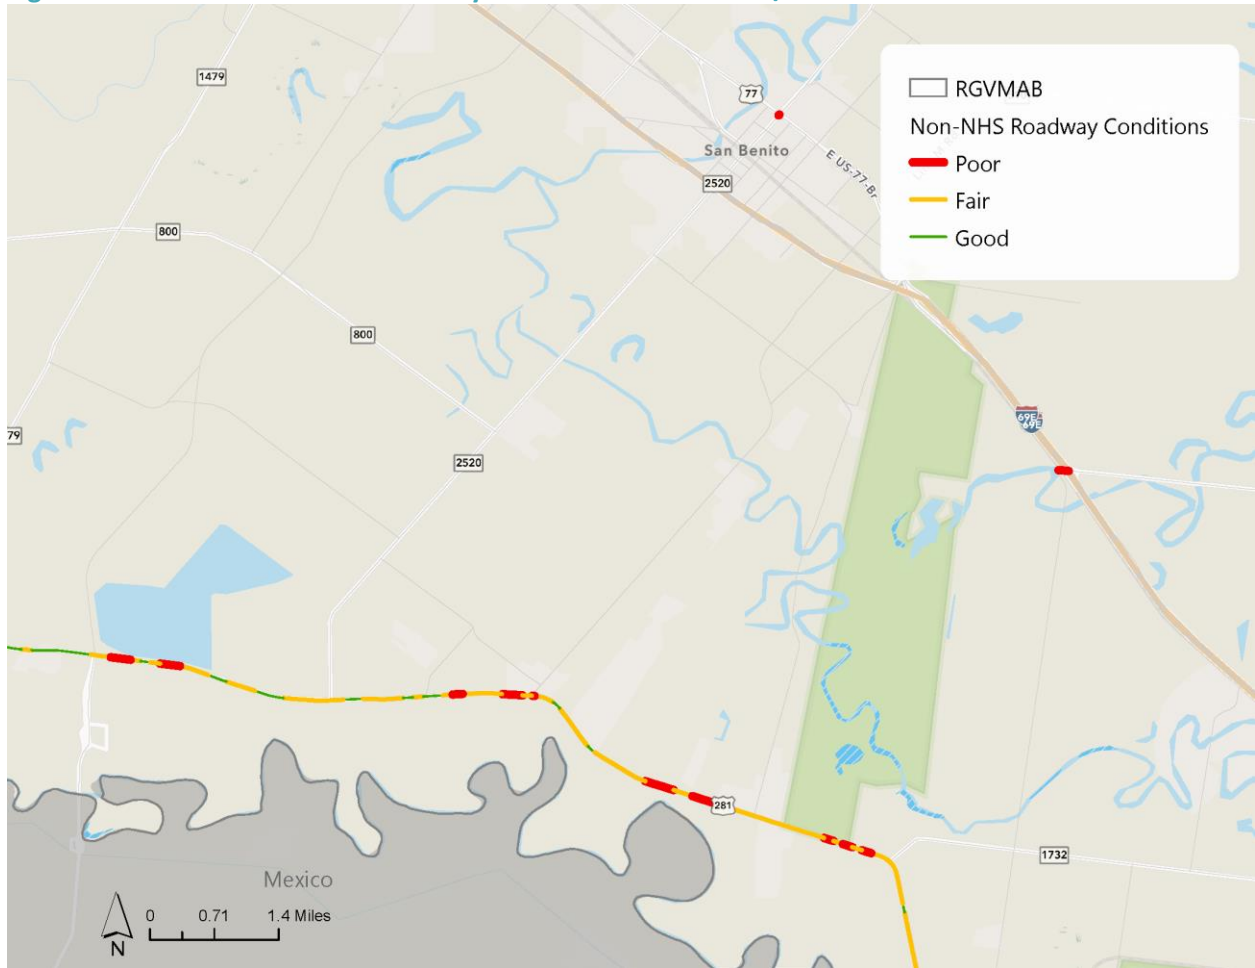 1479
77
San Benito
2520
E US-77-Br
RGVMAB
Non-NHS Roadway Conditions
Poor
Fair
Good
800
800
79
2520
69E
69E
281
1732
Mexico
0 0.71 1.4 Miles
N